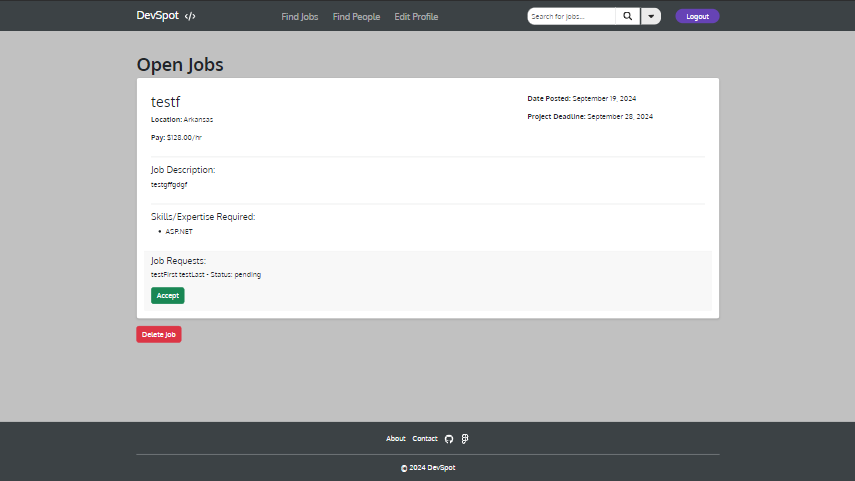 DevSpot </>
Find Jobs Find People Edit Profile
Search for jobs...
Logout
Open Jobs
testf
Location: Arkansas
Pay: $128.00/hr
Date Posted: September 19, 2024
Project Deadline: September 28, 2024
Job Description:
testgffgdgf
Skills/Expertise Required:
• ASP.NET
Job Requests:
testFirst testLast - Status: pending
Accept
Delete Job
About Contact
© 2024 DevSpot